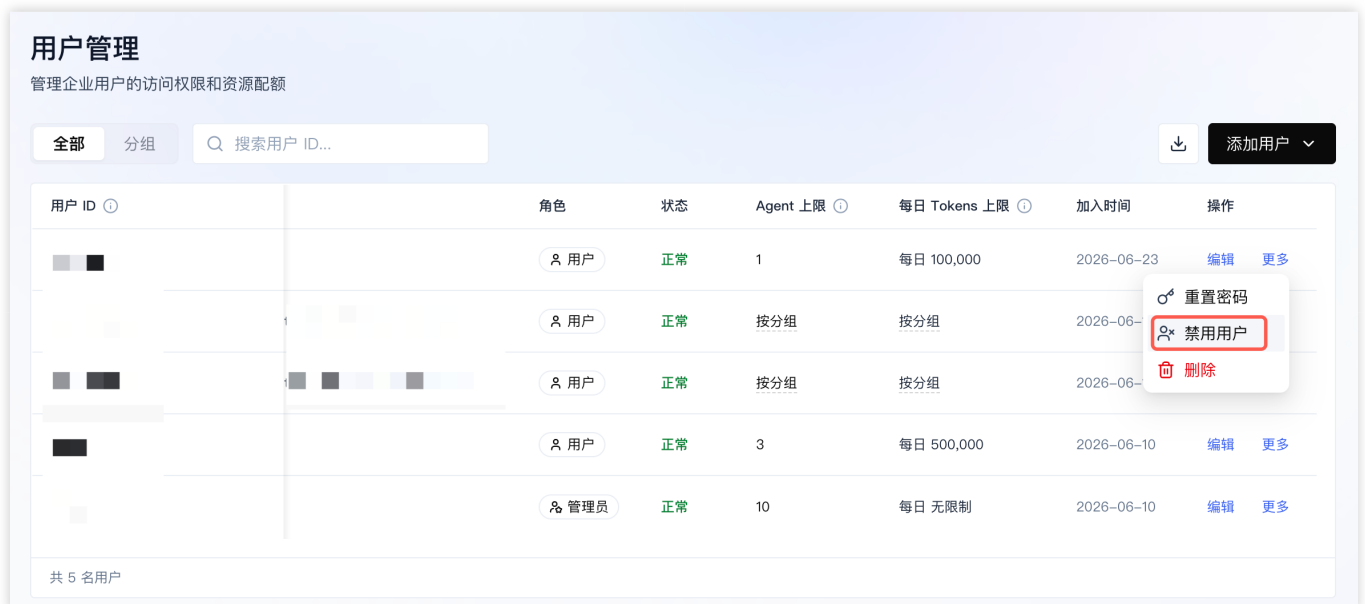 用户管理
管理企业用户的访问权限和资源配额
全部 分组 搜索用户 ID... 添加用户
用户 ID 角色 状态 Agent 上限 每日 Tokens 上限 加入时间 操作
用户 正常 1 每日 100,000 2026-06-23 编辑 更多
重置密码
用户 正常 按分组 按分组 2026-06-
禁用用户
删除
用户 正常 按分组 按分组 2026-06-
用户 正常 3 每日 500,000 2026-06-10 编辑 更多
管理员 正常 10 每日 无限制 2026-06-10 编辑 更多
共 5 名用户